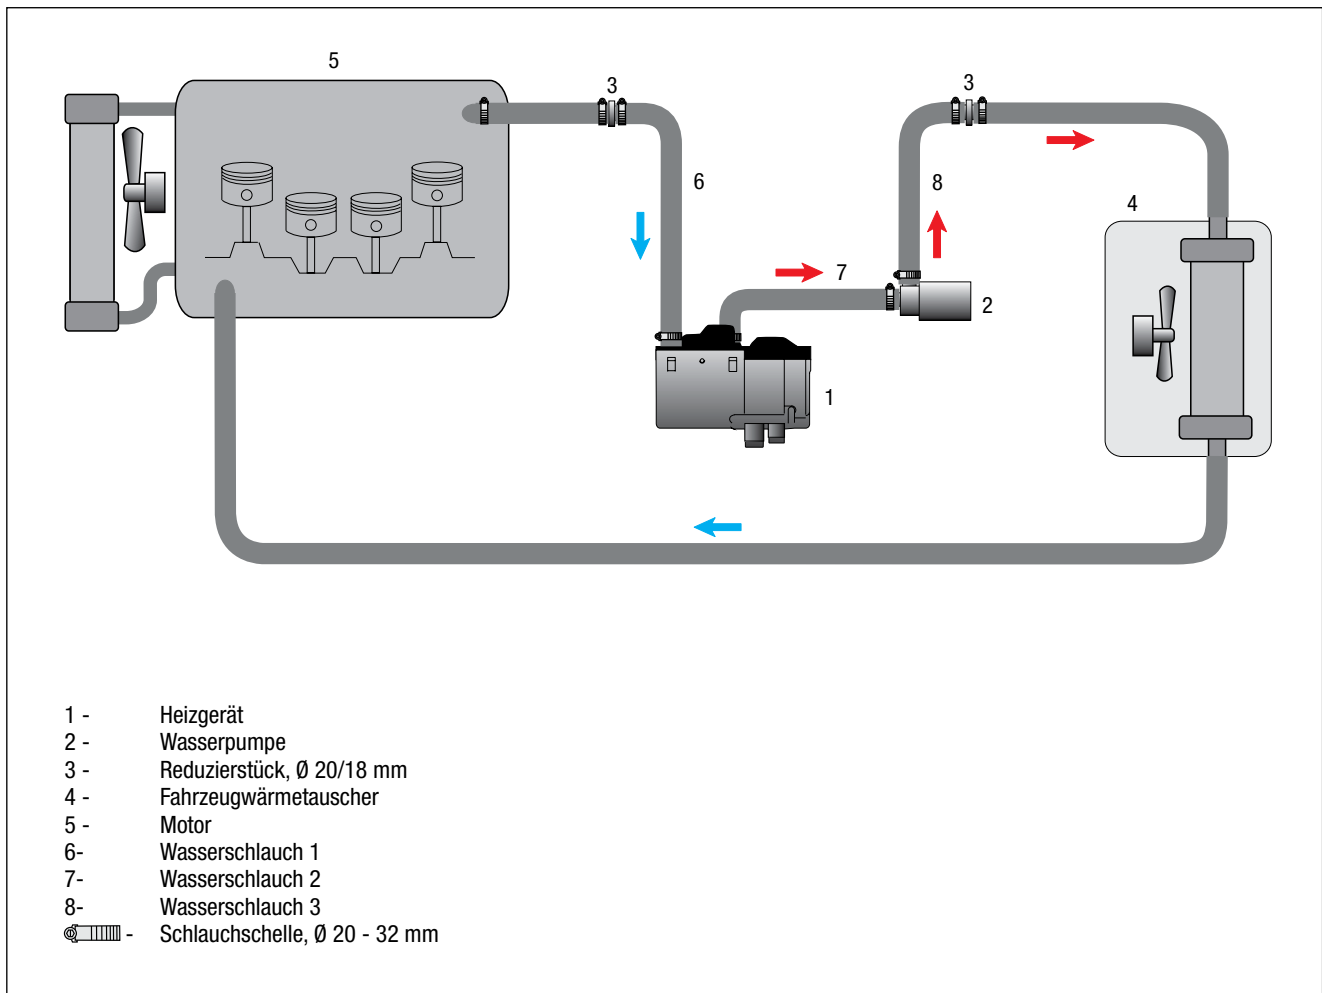 5
3
3
6
8
4
7
2
1
1 - Heizgerät
2 - Wasserpumpe
3 - Reduzierstück, Ø 20/18 mm
4 - Fahrzeugwärmetauscher
5 - Motor
6- Wasserschlauch 1
7- Wasserschlauch 2
8- Wasserschlauch 3
- Schlauchschelle, Ø 20 - 32 mm